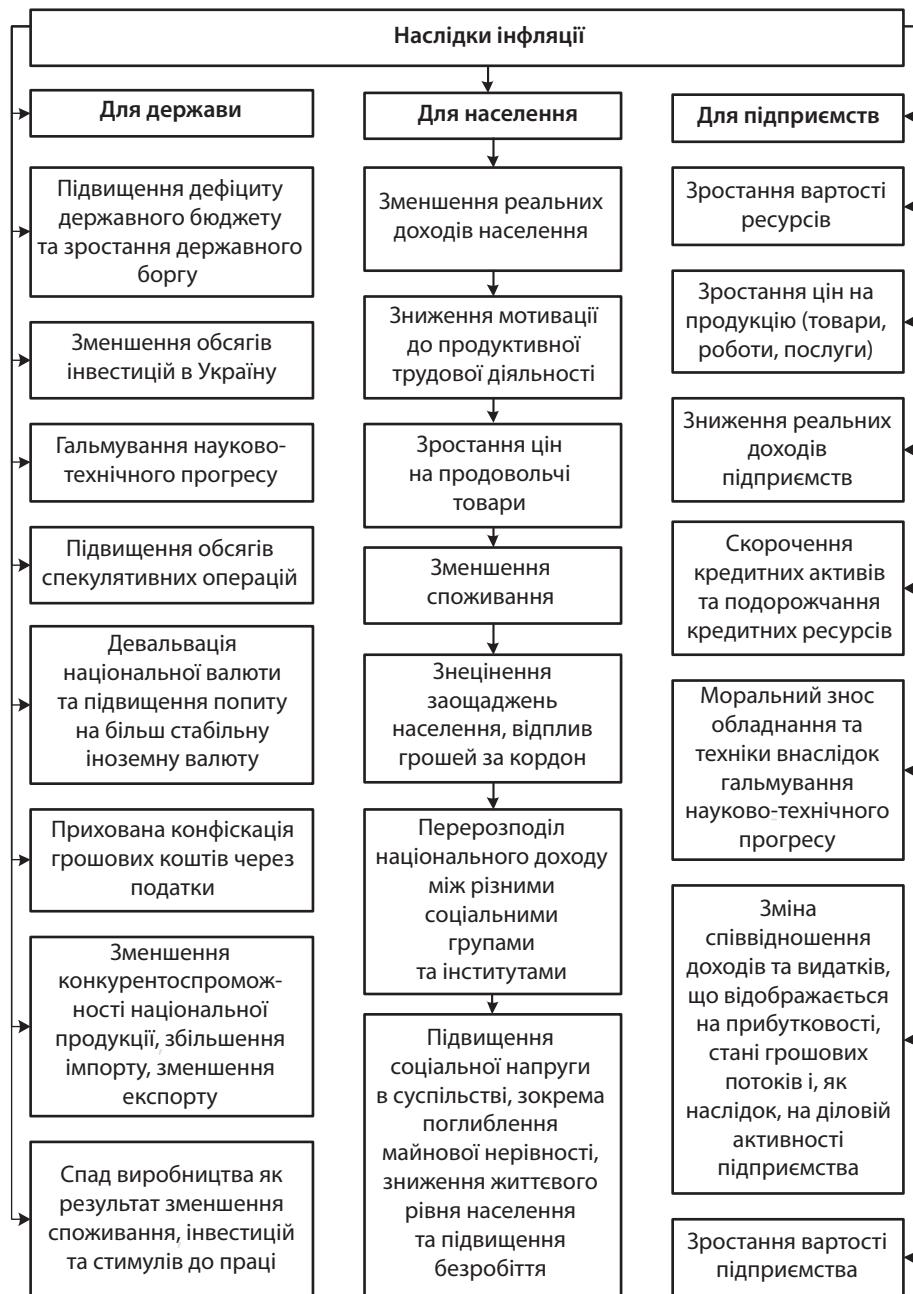 Наслідки інфляції
Для держави
Підвищення дефіциту
державного бюджету
та зростання державного
боргу
Зменшення обсягів
інвестицій в Україну
Гальмування науково-
технічного прогресу
Підвищення обсягів
спекулятивних операцій
Девальвація
національної валюти
та підвищення попиту
на більш стабільну
іноземну валюту
Прихована конфіскація
грошових коштів через
податки
Зменшення
конкурентоспромож-
ності національної
продукції, збільшення
імпорту, зменшення
експорту
Спад виробництва як
результат зменшення
споживання, інвестицій
та стимулів до праці
Для населення
Зменшення реальних
доходів населення
Зниження мотивації
до продуктивної
трудової діяльності
Зростання цін
на продовольчі
товари
Зменшення
споживання
Знецінення
заощаджень
населення, відплив
грошей за кордон
Перерозподіл
національного доходу
між різними
соціальними
групами
та інститутами
Підвищення
соціальної напруги
в суспільстві, зокрема
поглиблення
майнової нерівності,
зниження життєвого
рівня населення
та підвищення
безробіття
Для підприємств
Зростання вартості
ресурсів
Зростання цін на
продукцію (товари,
роботи, послуги)
Зниження реальних
доходів
підприємств
Скорочення
кредитних активів
та подорожчання
кредитних ресурсів
Моральний знос
обладнання та
техніки внаслідок
гальмування
науково-технічного
прогресу
Зміна
співвідношення
доходів та видатків,
що відображається
на прибутковості,
стані грошових
потоків і, як
наслідок, на діловій
активності
підприємства
Зростання вартості
підприємства